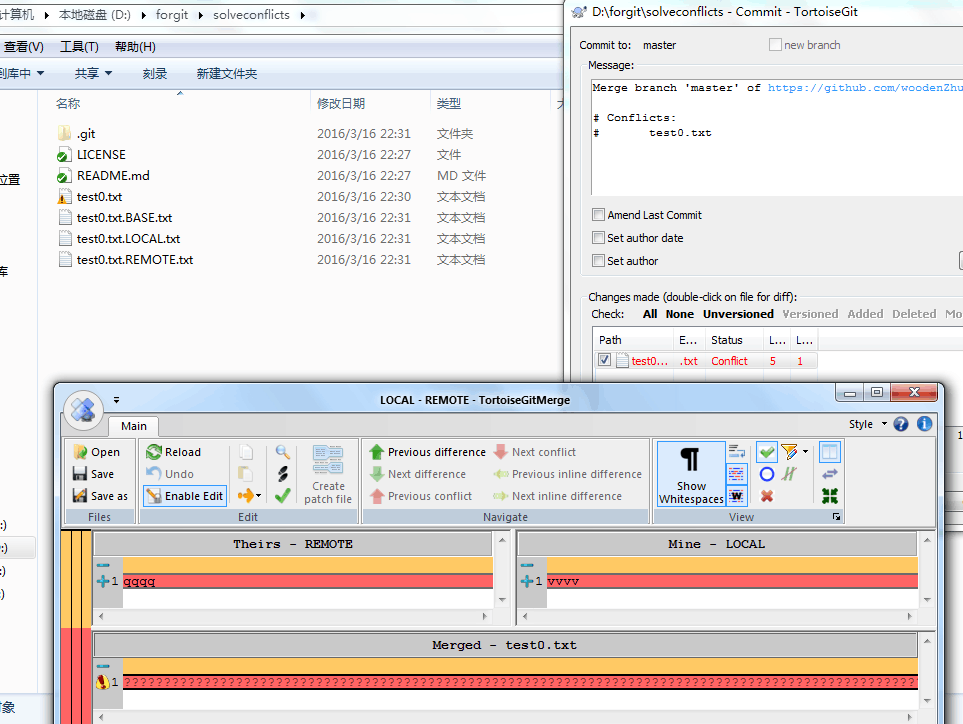 计算机 ▸ 本地磁盘 (D:) ▸ forgit ▸ solveconflicts ▸
查看(V) 工具(T) 帮助(H)
到库中 共享 刻录 新建文件夹
名称 修改日期 类型
.git 2016/3/16 22:31 文件夹
LICENSE 2016/3/16 22:27 文件
README.md 2016/3/16 22:27 MD 文件
test0.txt 2016/3/16 22:30 文本文档
test0.txt.BASE.txt 2016/3/16 22:31 文本文档
test0.txt.LOCAL.txt 2016/3/16 22:31 文本文档
test0.txt.REMOTE.txt 2016/3/16 22:31 文本文档
位置
库
D:\forgit\solveconflicts - Commit - TortoiseGit
Commit to: master new branch
Message:
Merge branch 'master' of https://github.com/woodenZhu
# Conflicts:
# test0.txt
Amend Last Commit
Set author date
Set author
Changes made (double-click on file for diff):
Check: All None Unversioned Versioned Added Deleted Mo
Path E... Status L... L...
test0... .txt Conflict 5 1
LOCAL - REMOTE - TortoiseGitMerge
Main Style
Open Reload Previous difference Next conflict
Save Undo Next difference Previous inline difference
Save as Enable Edit Create patch file Previous conflict Next inline difference Show Whitespaces
Files Edit Navigate View
Theirs - REMOTE Mine - LOCAL
1 qqqq 1 vvvv
Merged - test0.txt
1 ????????????????????????????????????????????????????????????????????????????????????????????????????
对象